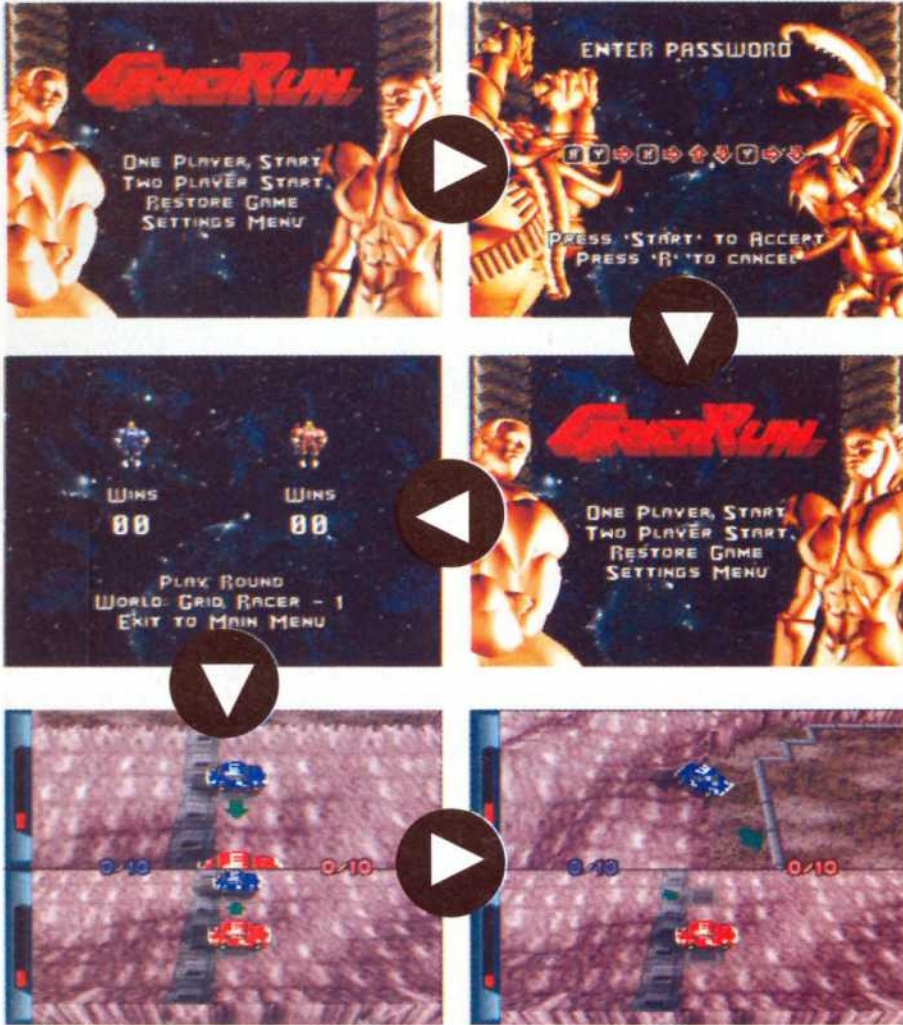 GRIDRUN
ONE PLAYER START
TWO PLAYER START
RESTORE GAME
SETTINGS MENU
ENTER PASSWORD
X Y → X → ↑ ↓ Y → ↓
PRESS 'START' TO ACCEPT
PRESS 'R' TO CANCEL
GRIDRUN
ONE PLAYER START
TWO PLAYER START
RESTORE GAME
SETTINGS MENU
WINS WINS
00 00
PLAY ROUND
WORLD: GRID RACER - 1
EXIT TO MAIN MENU
0/10 0/10
0/10 0/10